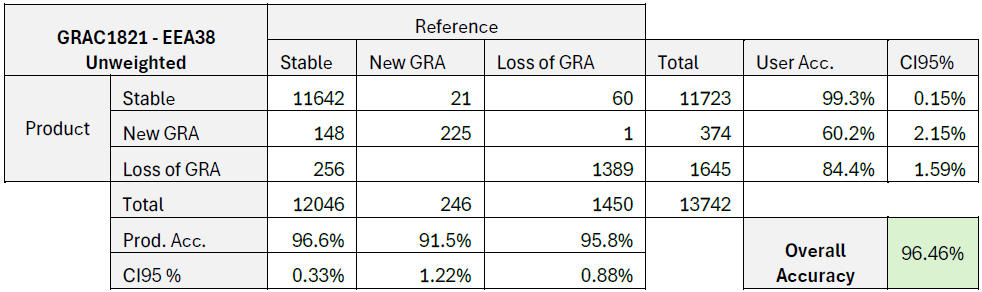 GRAC1821 - EEA38 Unweighted Reference
Stable New GRA Loss of GRA Total User Acc. CI95%
Product Stable 11642 21 60 11723 99.3% 0.15%
New GRA 148 225 1 374 60.2% 2.15%
Loss of GRA 256 1389 1645 84.4% 1.59%
Total 12046 246 1450 13742
Prod. Acc. 96.6% 91.5% 95.8% Overall Accuracy 96.46%
CI95 % 0.33% 1.22% 0.88%